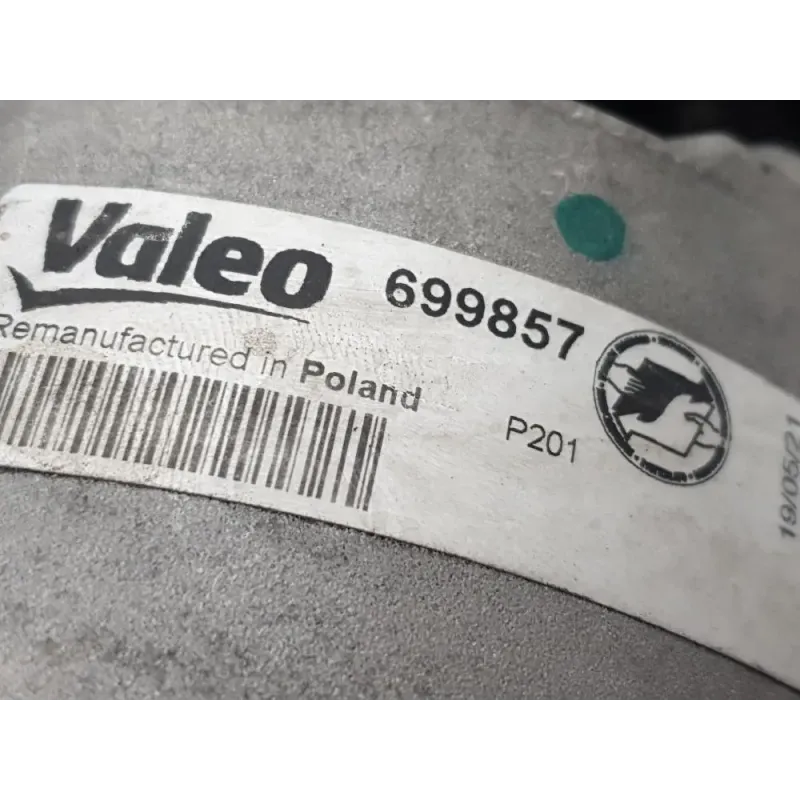 Valeo 699857
Remanufactured in Poland
P201
19/05/21